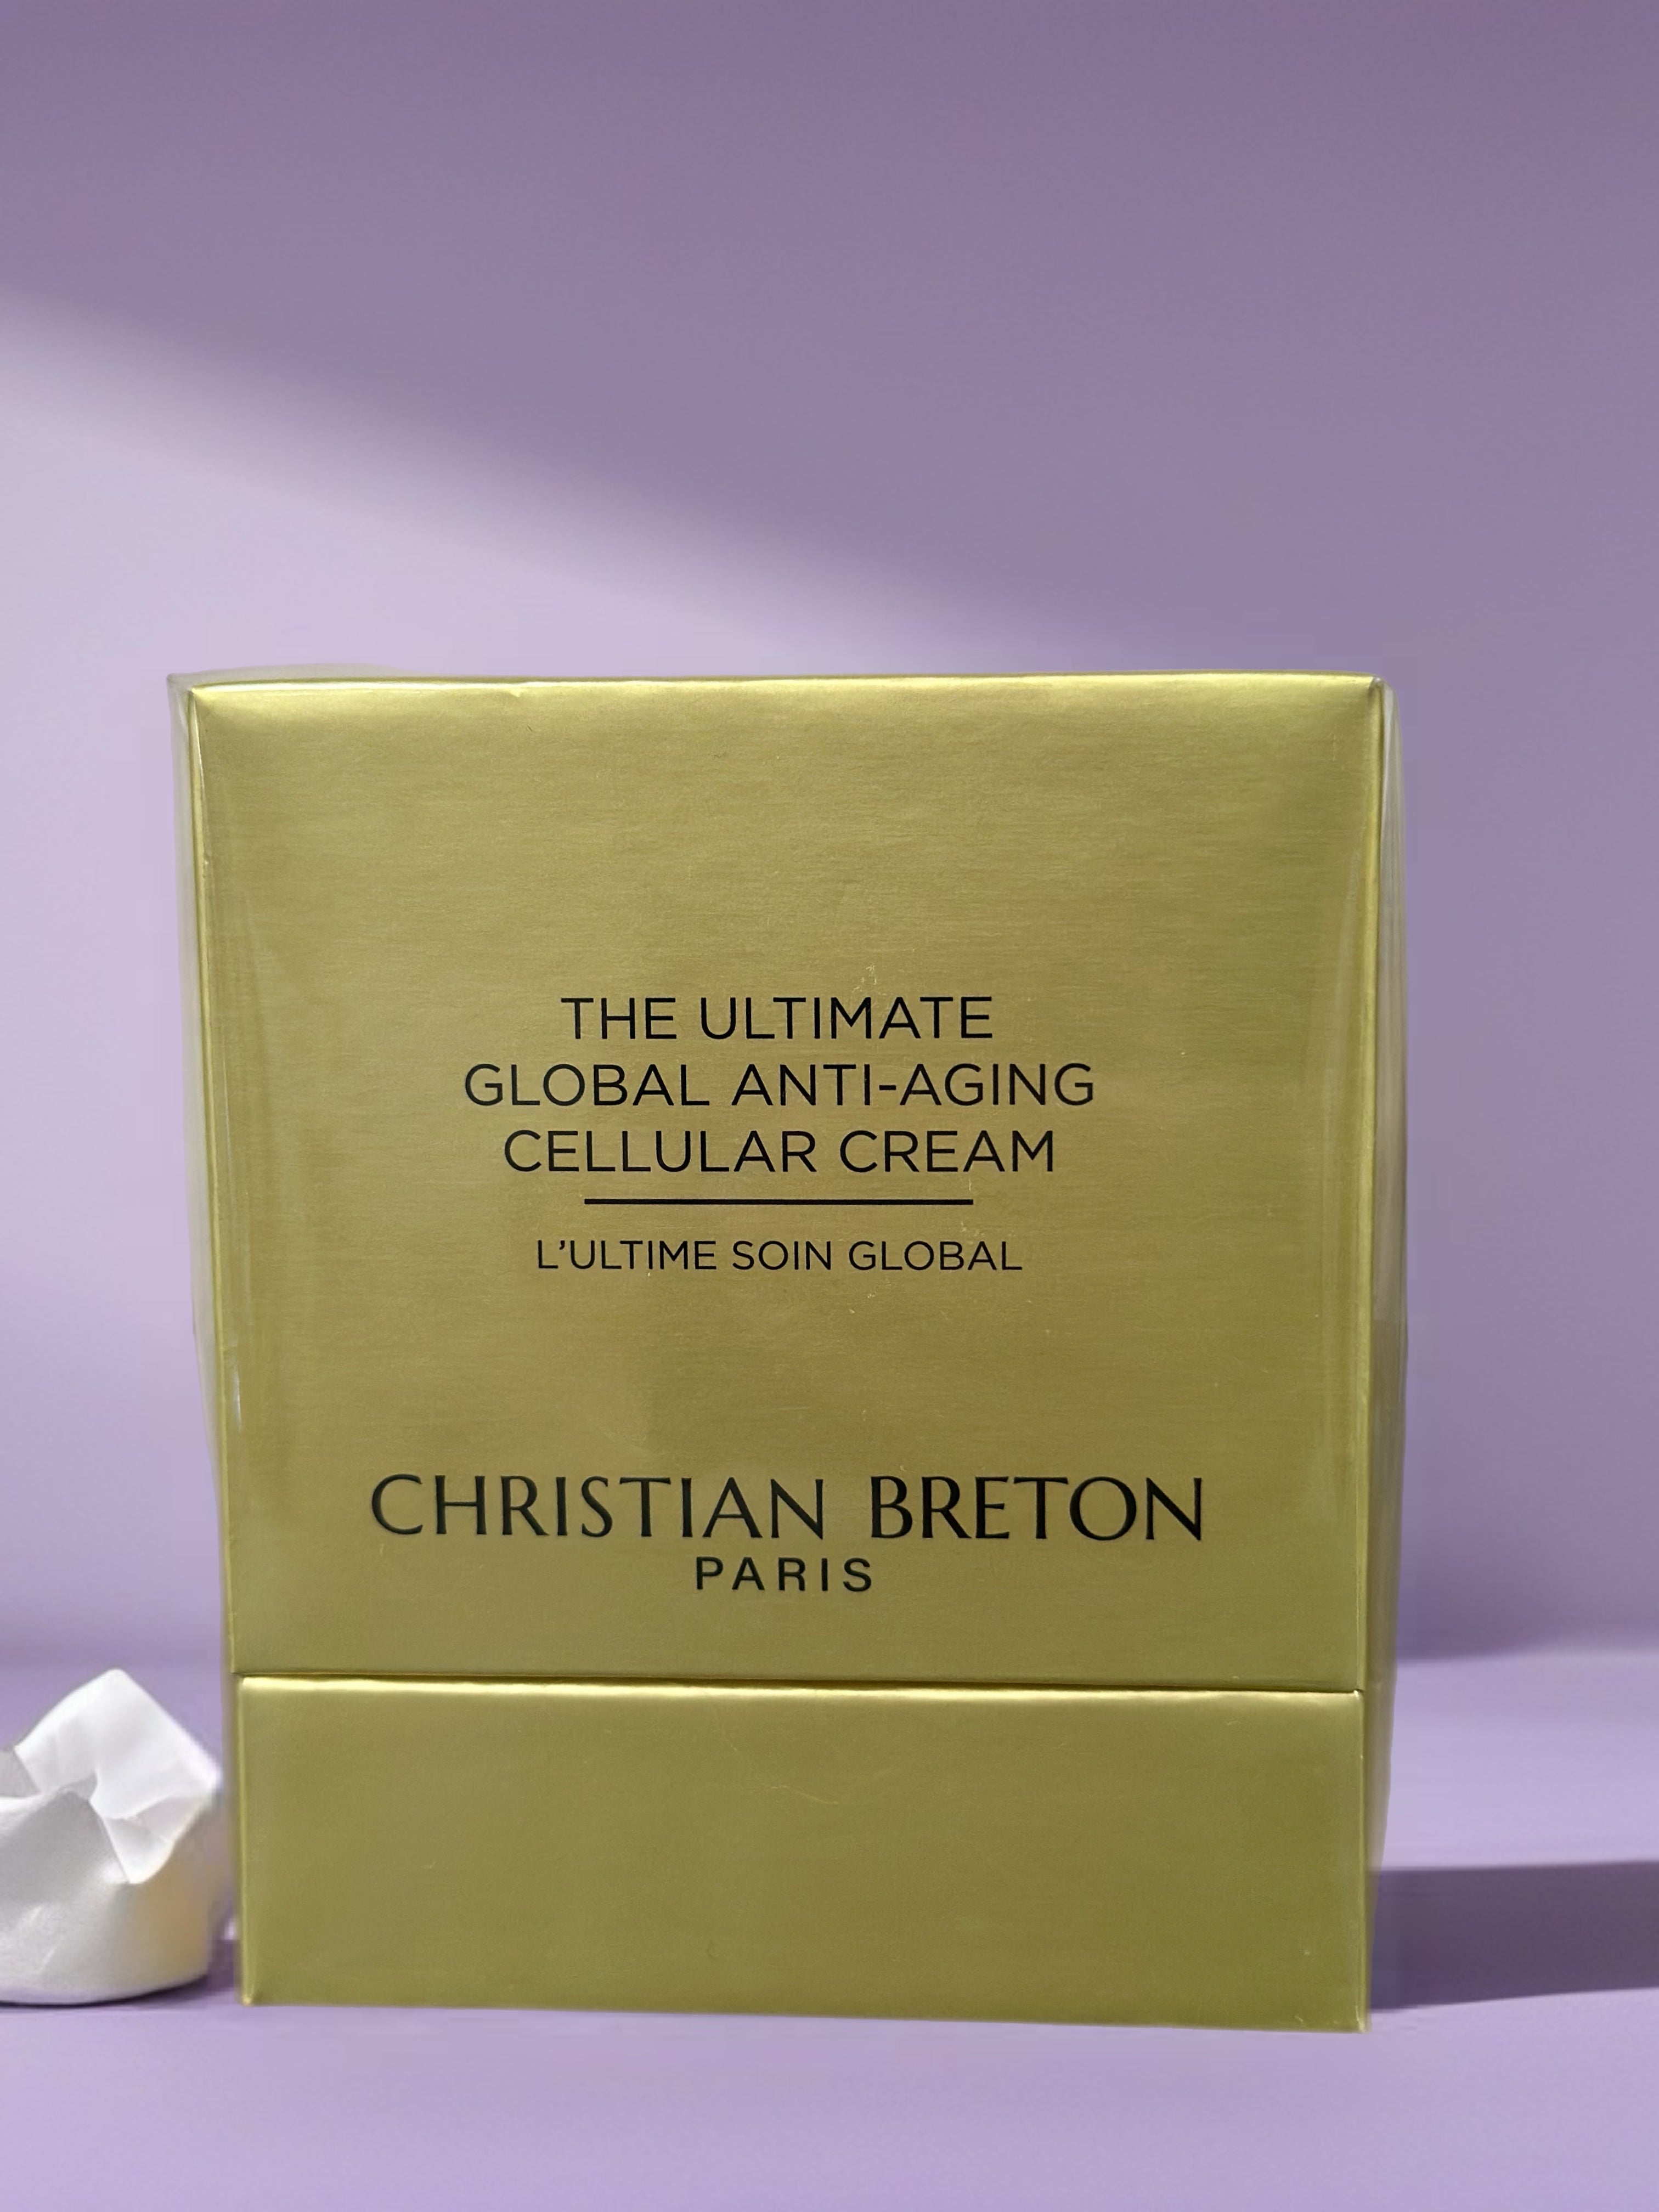 THE ULTIMATE
GLOBAL ANTI-AGING
CELLULAR CREAM
L'ULTIME SOIN GLOBAL
CHRISTIAN BRETON
PARIS